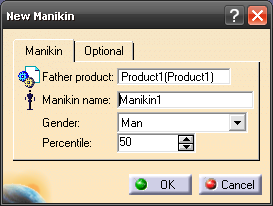 New Manikin
Manikin Optional
Father product: Product1(Product1)
Manikin name: Manikin1
Gender: Man
Percentile: 50
OK Cancel